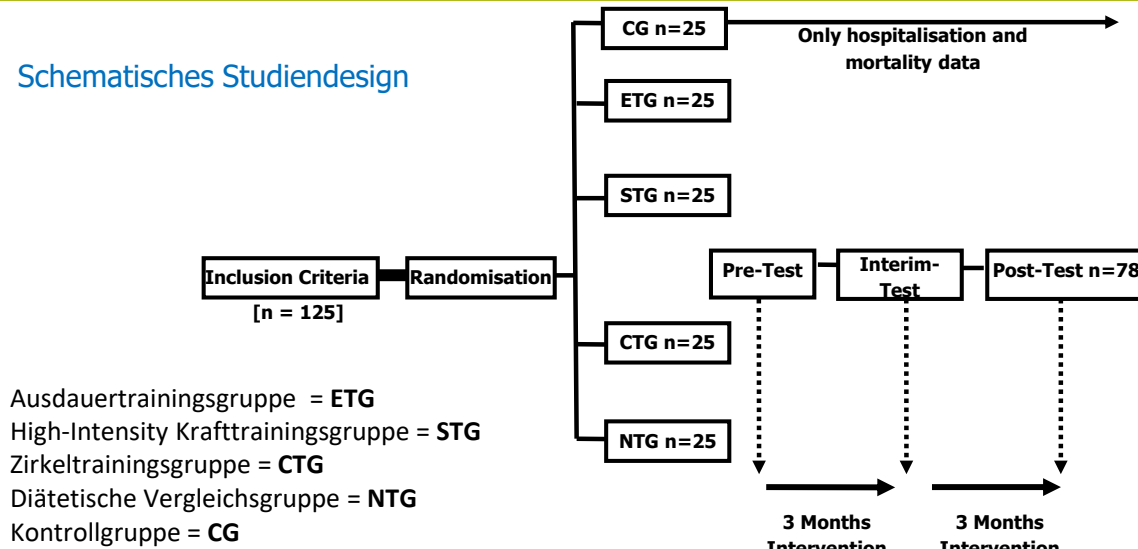 Schematisches Studiendesign
CG n=25
Only hospitalisation and
mortality data
ETG n=25
STG n=25
Inclusion Criteria
[n = 125]
Randomisation
Pre-Test
Interim-
Test
Post-Test n=78
CTG n=25
NTG n=25
Ausdauertrainingsgruppe = ETG
High-Intensity Krafttrainingsgruppe = STG
Zirkeltrainingsgruppe = CTG
Diätetische Vergleichsgruppe = NTG
Kontrollgruppe = CG
3 Months
Intervention
3 Months
Intervention